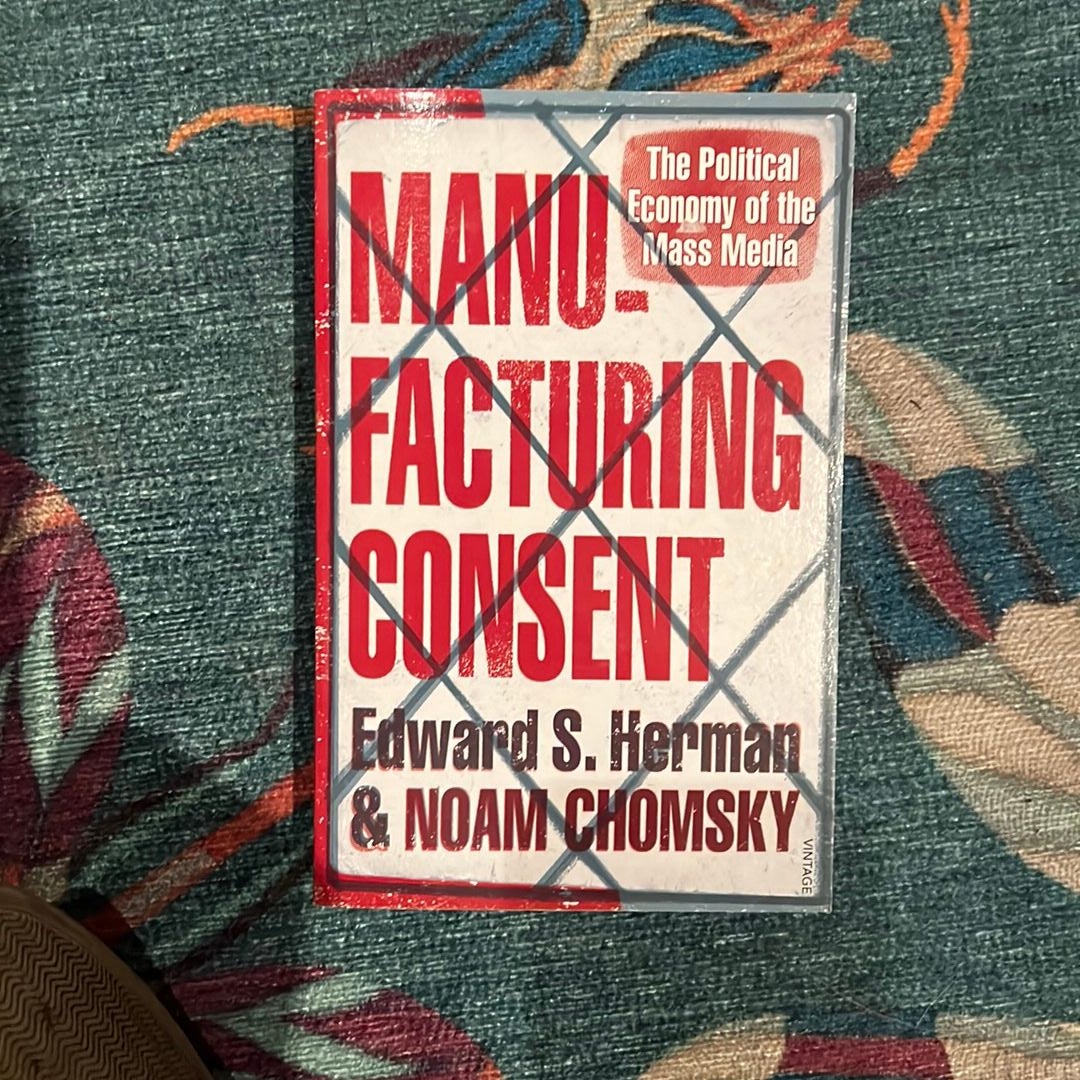 The Political
Economy of the
Mass Media
MANU-
FACTURING
CONSENT
Edward S. Herman
& NOAM CHOMSKY
VINTAGE